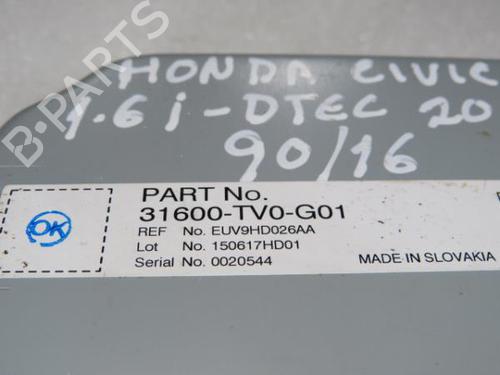 B-PARTS
HONDA CIVIC
1.6 i-DTEC 20
90/16
OK
PART No.
31600-TV0-G01
REF No. EUV9HD026AA
Lot No. 150617HD01
Serial No. 0020544
MADE IN SLOVAKIA